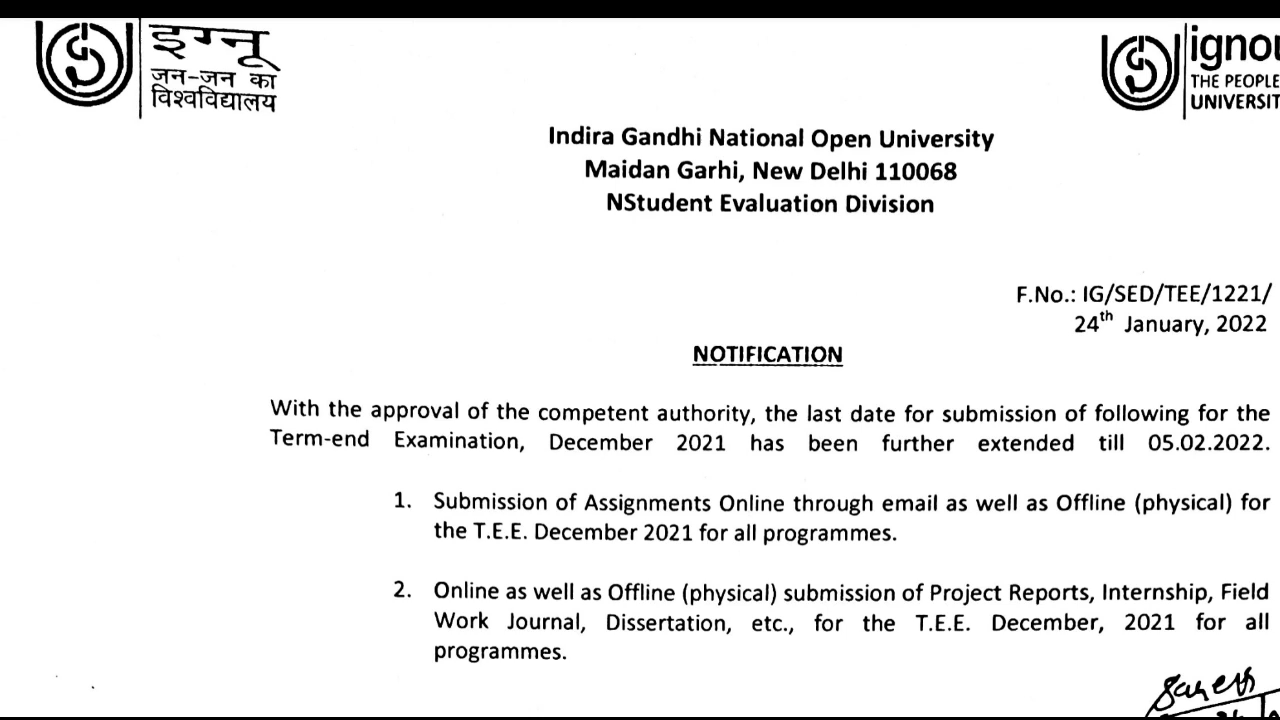 इग्नू
जन-जन का
विश्वविद्यालय
ignou
THE PEOPLE
UNIVERSIT
Indira Gandhi National Open University
Maidan Garhi, New Delhi 110068
NStudent Evaluation Division
F.No.: IG/SED/TEE/1221/
24th January, 2022
NOTIFICATION
With the approval of the competent authority, the last date for submission of following for the
Term-end Examination, December 2021 has been further extended till 05.02.2022.
1. Submission of Assignments Online through email as well as Offline (physical) for
the T.E.E. December 2021 for all programmes.
2. Online as well as Offline (physical) submission of Project Reports, Internship, Field
Work Journal, Dissertation, etc., for the T.E.E. December, 2021 for all
programmes.